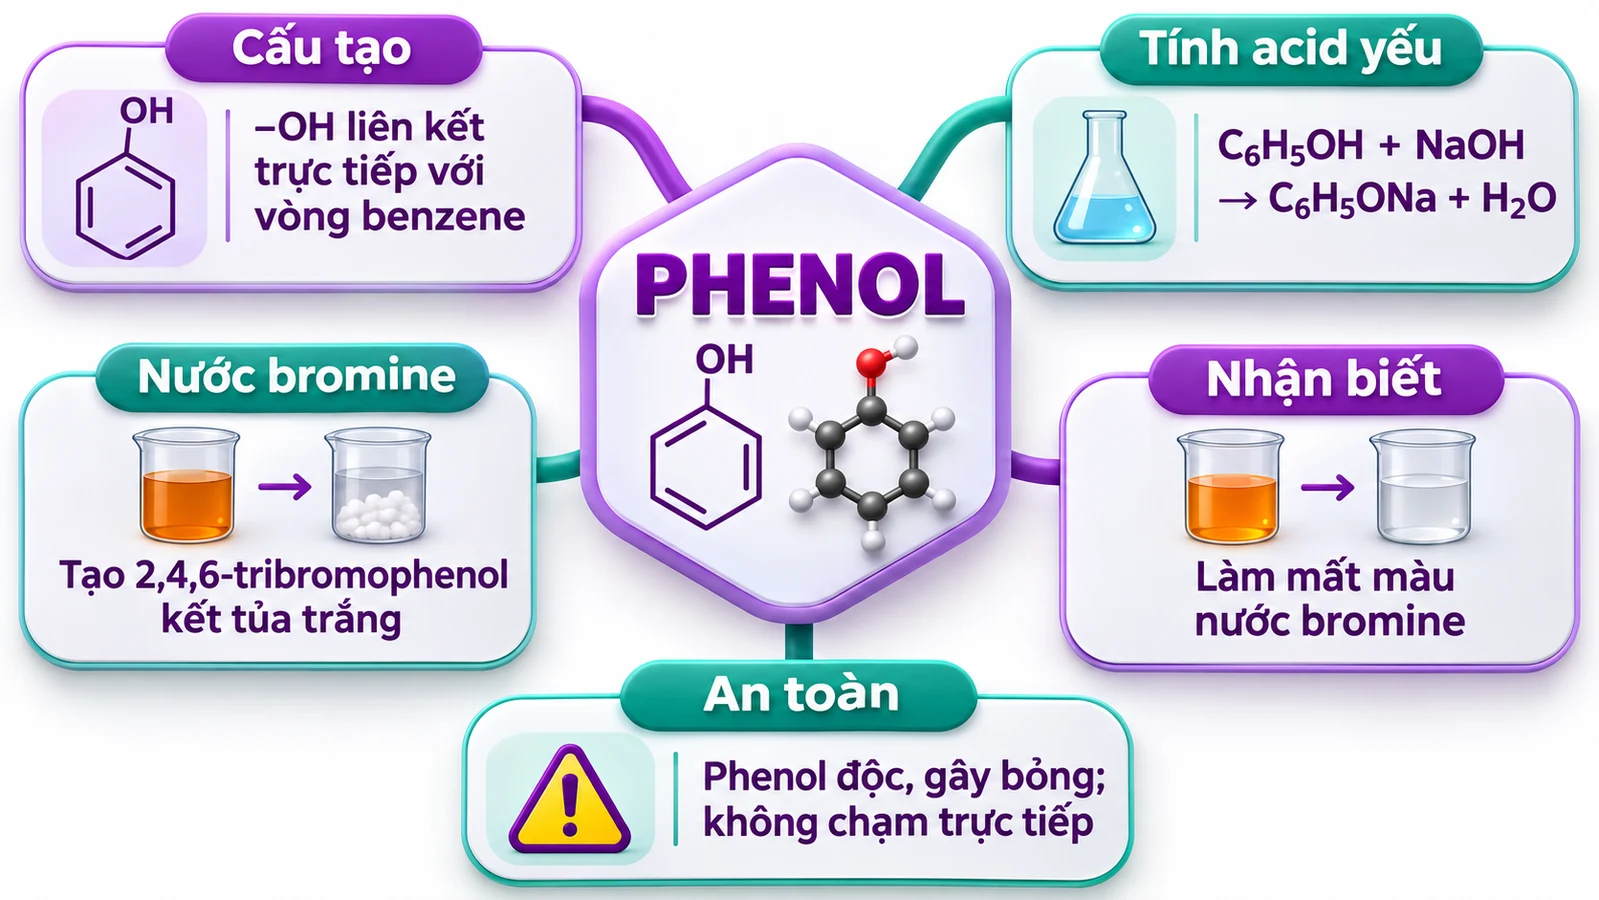 Cấu tạo
OH
–OH liên kết
trực tiếp với
vòng benzene
Tính acid yếu
C₆H₅OH + NaOH
→ C₆H₅ONa + H₂O
PHENOL
OH
Nước bromine
Tạo 2,4,6-tribromophenol
kết tủa trắng
Nhận biết
Làm mất màu
nước bromine
An toàn
Phenol độc, gây bỏng;
không chạm trực tiếp